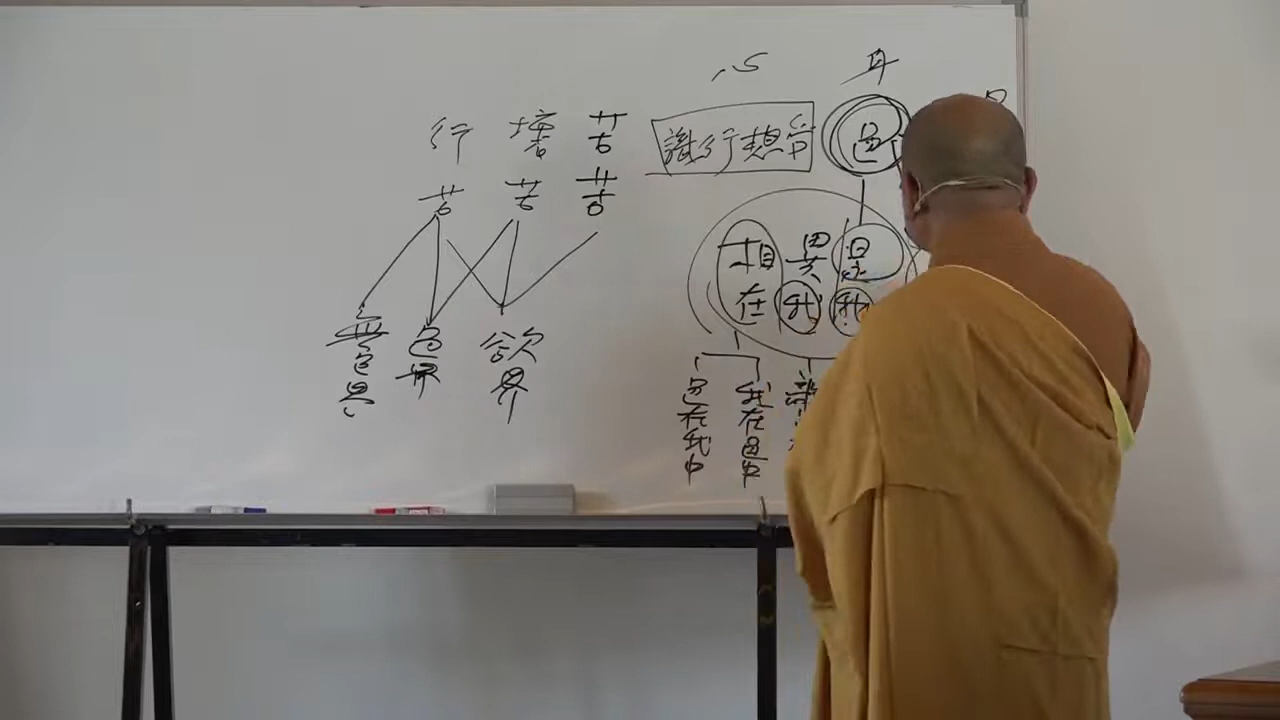 身
心
色
受想行識
是我
異我
相在
我在色中
色在我中
苦苦
壞苦
行苦
欲界
色界
無色界